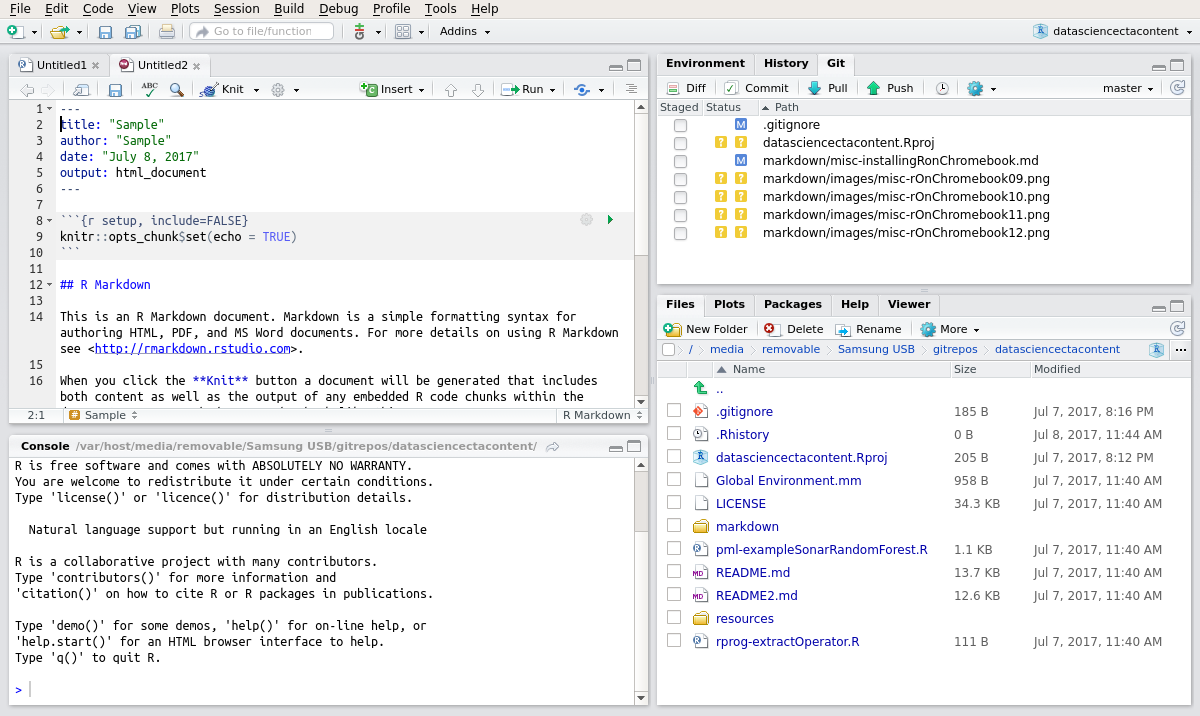 File Edit Code View Plots Session Build Debug Profile Tools Help
Go to file/function Addins datasciencectacontent
Untitled1 Untitled2
ABC Knit Insert Run
1 ---
2 title: "Sample"
3 author: "Sample"
4 date: "July 8, 2017"
5 output: html_document
6 ---
7
8 ```{r setup, include=FALSE}
9 knitr::opts_chunk$set(echo = TRUE)
10 ```
11
12 ## R Markdown
13
14 This is an R Markdown document. Markdown is a simple formatting syntax for
authoring HTML, PDF, and MS Word documents. For more details on using R Markdown
see <http://rmarkdown.rstudio.com>.
15
16 When you click the **Knit** button a document will be generated that includes
both content as well as the output of any embedded R code chunks within the
2:1 # Sample R Markdown
Console /var/host/media/removable/Samsung USB/gitrepos/datasciencectacontent/
R is free software and comes with ABSOLUTELY NO WARRANTY.
You are welcome to redistribute it under certain conditions.
Type 'license()' or 'licence()' for distribution details.
Natural language support but running in an English locale
R is a collaborative project with many contributors.
Type 'contributors()' for more information and
'citation()' on how to cite R or R packages in publications.
Type 'demo()' for some demos, 'help()' for on-line help, or
'help.start()' for an HTML browser interface to help.
Type 'q()' to quit R.
>
Environment History Git
Diff Commit Pull Push More master
Staged Status Path
M .gitignore
? ? datasciencectacontent.Rproj
M markdown/misc-installingRonChromebook.md
? ? markdown/images/misc-rOnChromebook09.png
? ? markdown/images/misc-rOnChromebook10.png
? ? markdown/images/misc-rOnChromebook11.png
? ? markdown/images/misc-rOnChromebook12.png
Files Plots Packages Help Viewer
New Folder Delete Rename More
/ media removable Samsung USB gitrepos datasciencectacontent ...
Name Size Modified
..
.gitignore 185 B Jul 7, 2017, 8:16 PM
.Rhistory 0 B Jul 8, 2017, 11:44 AM
datasciencectacontent.Rproj 205 B Jul 7, 2017, 8:12 PM
Global Environment.mm 958 B Jul 7, 2017, 11:40 AM
LICENSE 34.3 KB Jul 7, 2017, 11:40 AM
markdown
pml-exampleSonarRandomForest.R 1.1 KB Jul 7, 2017, 11:40 AM
MD README.md 13.7 KB Jul 7, 2017, 11:40 AM
MD README2.md 12.6 KB Jul 7, 2017, 11:40 AM
resources
rprog-extractOperator.R 111 B Jul 7, 2017, 11:40 AM